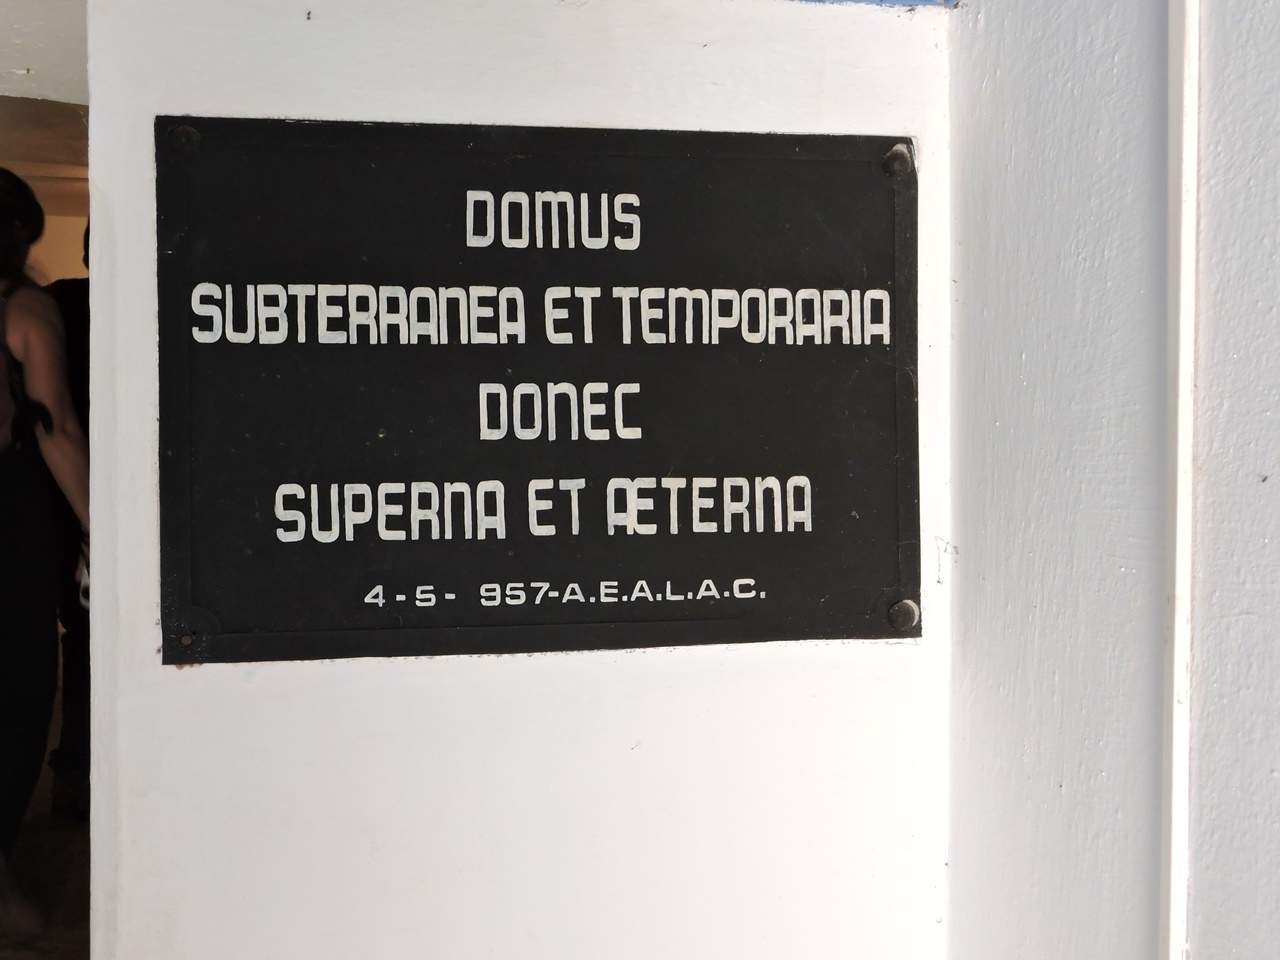 DOMUS
SUBTERRANEA ET TEMPORARIA
DONEC
SUPERNA ET ÆTERNA
4-5- 957-A.E.A.L.A.C.